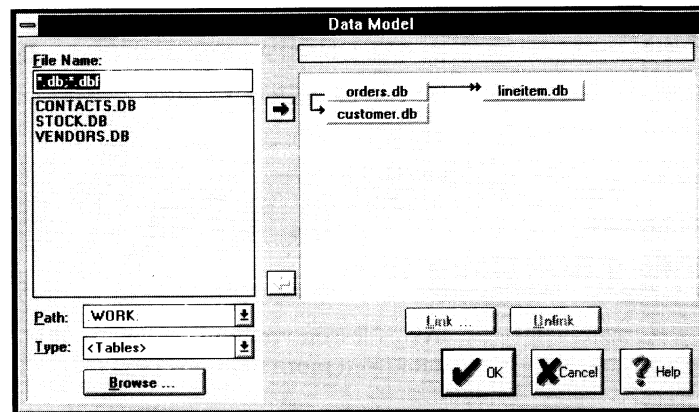 Data Model
File Name:
*.db;*.dbf
CONTACTS.DB
STOCK.DB
VENDORS.DB
orders.db
lineitem.db
customer.db
Path: :WORK:
Type: <Tables>
Browse ...
Link ...
Unlink
OK
Cancel
? Help